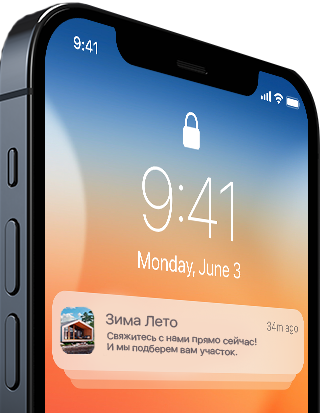 9:41
9:41
Monday, June 3
Зима Лето
34m ago
Свяжитесь с нами прямо сейчас!
И мы подберем вам участок.